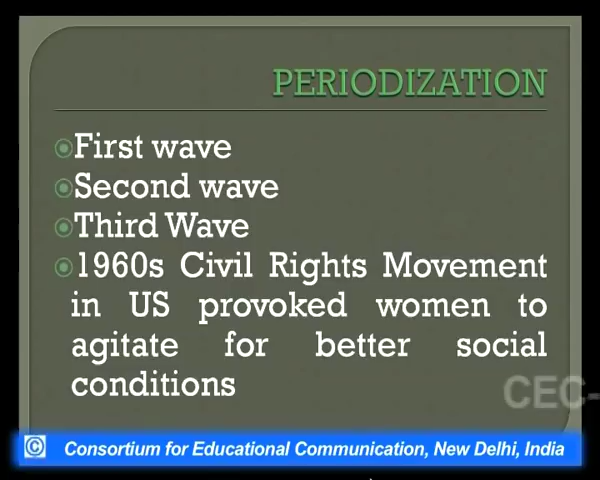 PERIODIZATION
First wave
Second wave
Third Wave
1960s Civil Rights Movement
in US provoked women to
agitate for better social
conditions
CEC-
© Consortium for Educational Communication, New Delhi, India